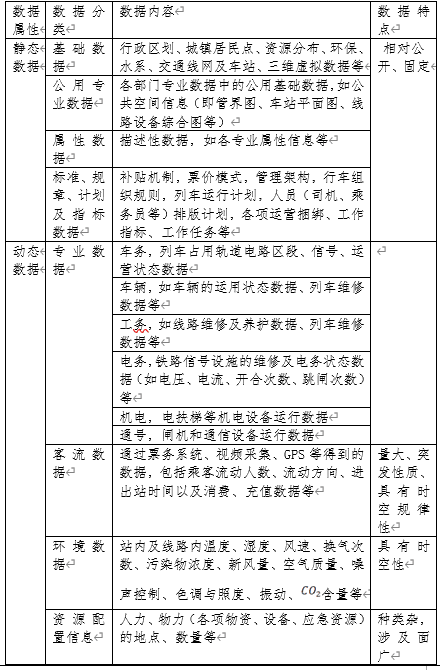 数据属性 数据分类 数据内容 数据特点
静态数据 基础数据 行政区划、城镇居民点、资源分布、环保、
水系、交通线网及车站、三维虚拟数据等 相对公开、固定
公用专业数据 各部门专业数据中的公用基础数据，如公
共空间信息（即管界图、车站平面图、线
路设备综合图等）
属性数据 描述性数据，如各专业属性信息等
标准、规章、计划及指标数据 补贴机制，票价模式，管理架构，行车组
织规则，列车运行计划，人员（司机、乘
务员等）排版计划，各项运营捆绑、工作
指标、工作任务等
动态数据 专业数据 车务，列车占用轨道电路区段、信号、运
营状态数据
车辆，如车辆的运用状态数据、列车维修
数据等
工务，如线路维修及养护数据、列车维修
数据等
电务，铁路信号设施的维修及电务状态数
据（如电压、电流、开合次数、跳闸次数）
等
机电，电扶梯等机电设备运行数据
通号，闸机和通信设备运行数据
客流数据 通过票务系统、视频采集、GPS等得到的
数据，包括乘客流动人数、流动方向、进
出站时间以及消费、充值数据等 量大、突发性质、具有时空规律性
环境数据 站内及线路内温度、湿度、风速、换气次
数、污染物浓度、新风量、空气质量、噪
声控制、色调与照度、振动、CO₂含量等 具有时空性
资源配置信息 人力、物力（各项物资、设备、应急资源）
的地点、数量等 种类杂，涉及面广